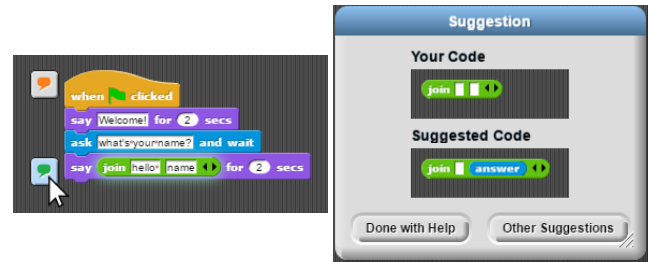 when clicked
say Welcome! for 2 secs
ask what's your name? and wait
say join hello name for 2 secs
Suggestion
Your Code
join
Suggested Code
join answer
Done with Help
Other Suggestions